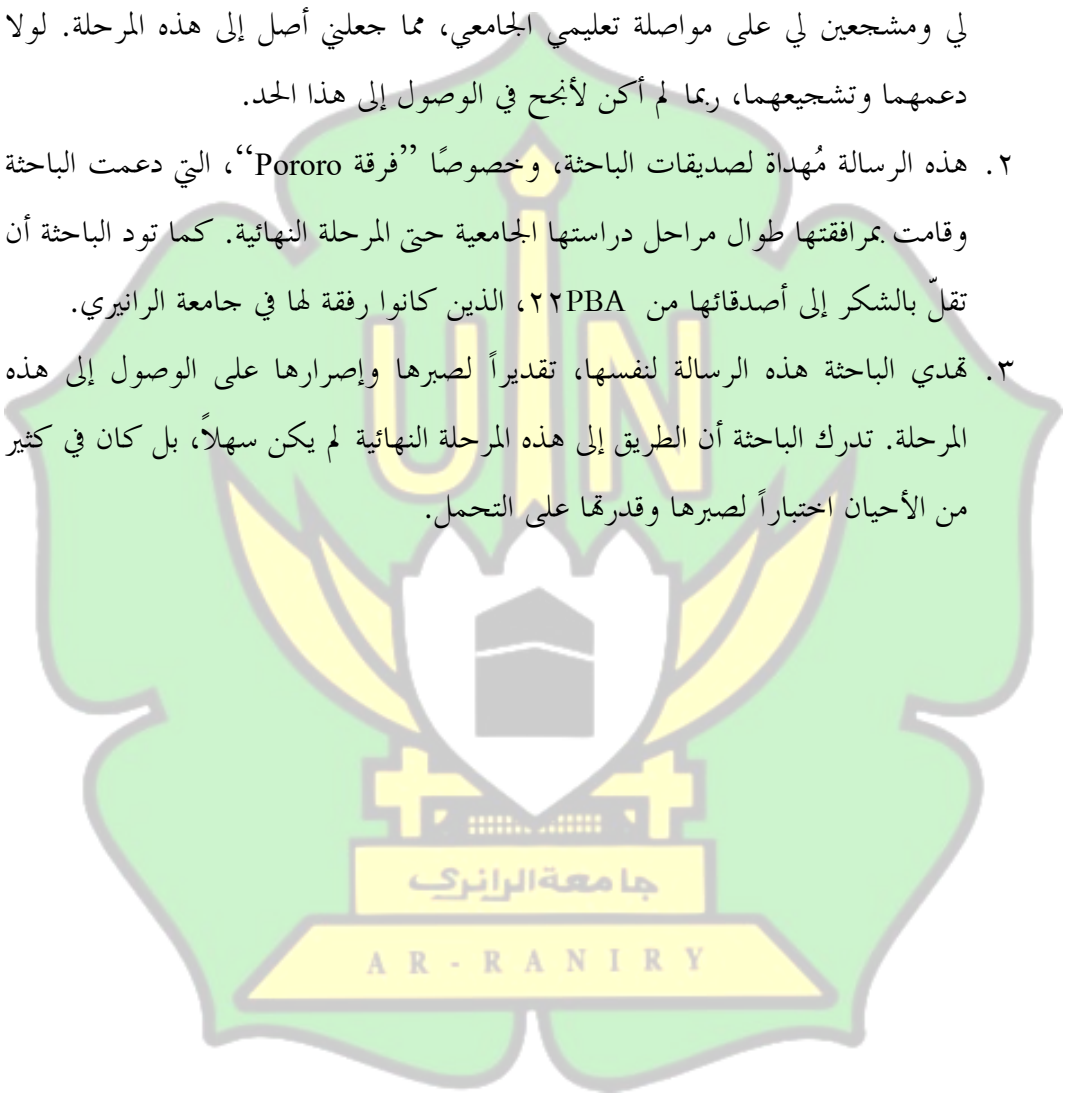 لي ومشجعين لي على مواصلة تعليمي الجامعي، مما جعلني أصل إلى هذه المرحلة. لولا
دعمهما وتشجيعهما، ربما لم أكن لأنجح في الوصول إلى هذا الحد.
٢. هذه الرسالة مُهداة لصديقات الباحثة، وخصوصًا ”فرقة Pororo“، التي دعمت الباحثة
وقامت بمرافقتها طوال مراحل دراستها الجامعية حتى المرحلة النهائية. كما تود الباحثة أن
تقلّ بالشكر إلى أصدقائها من ٢٢PBA، الذين كانوا رفقة لها في جامعة الرانيري.
٣. تهدي الباحثة هذه الرسالة لنفسها، تقديراً لصبرها وإصرارها على الوصول إلى هذه
المرحلة. تدرك الباحثة أن الطريق إلى هذه المرحلة النهائية لم يكن سهلاً، بل كان في كثير
من الأحيان اختباراً لصبرها وقدرتها على التحمل.
UIN
جامعة الرانري
AR-RANIRY